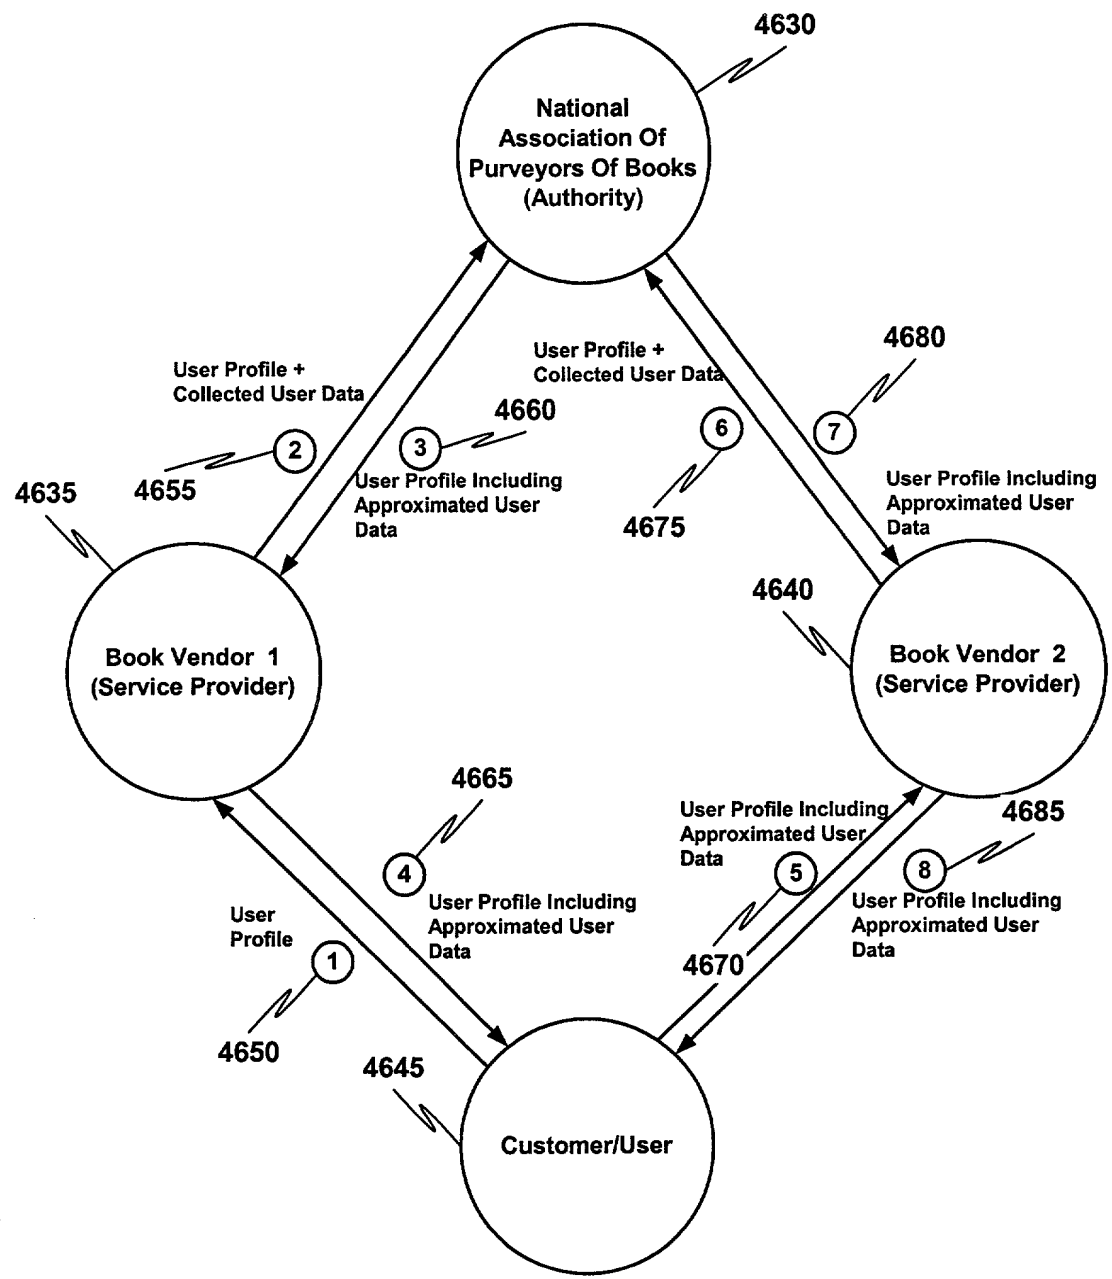 4630
National
Association Of
Purveyors Of Books
(Authority)
User Profile +
Collected User Data
2
4655
3
4660
User Profile Including
Approximated User
Data
User Profile +
Collected User Data
6
4675
4680
7
User Profile Including
Approximated User
Data
4635
Book Vendor 1
(Service Provider)
4640
Book Vendor 2
(Service Provider)
4665
4
User Profile Including
Approximated User
Data
User
Profile
1
4650
User Profile Including
Approximated User
Data
5
4670
4685
8
User Profile Including
Approximated User
Data
4645
Customer/User